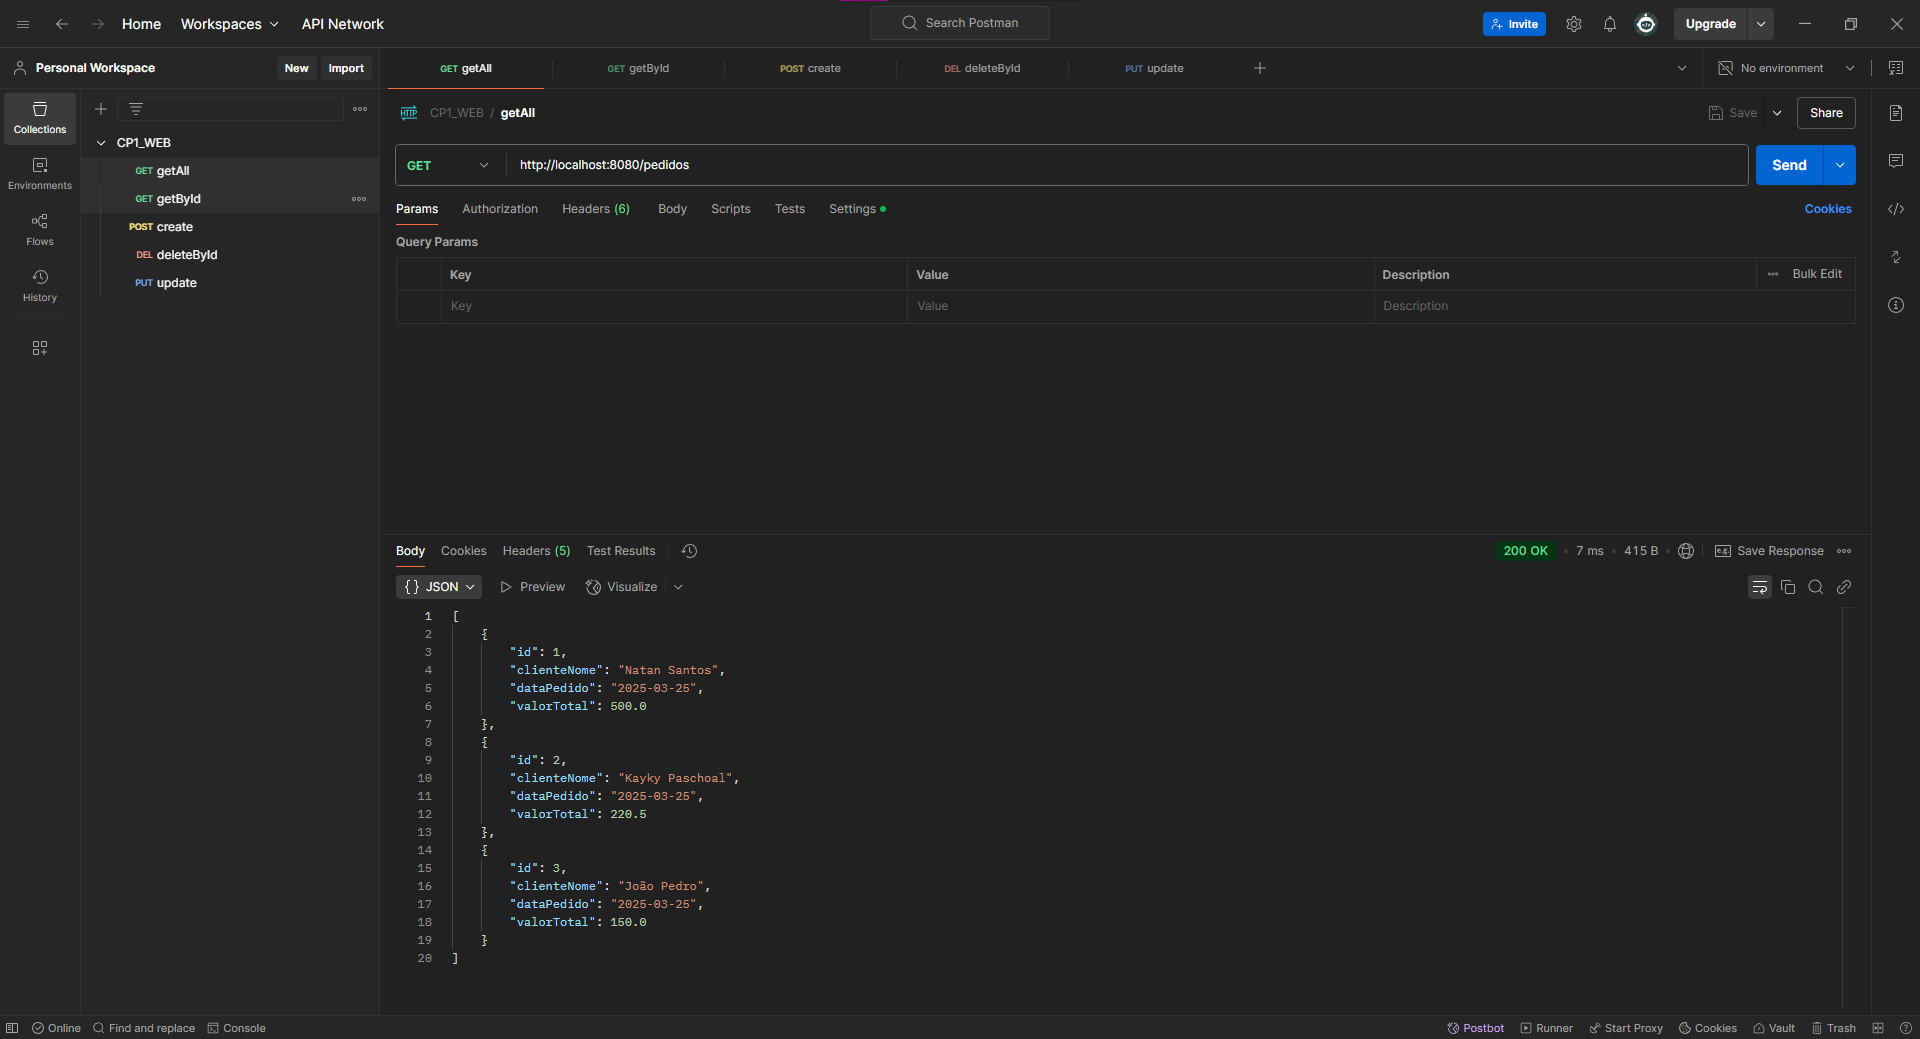 Home Workspaces API Network Search Postman Invite Upgrade
Personal Workspace New Import
GET getAll GET getById POST create DEL deleteById PUT update No environment
Collections
Environments
Flows
History
CP1_WEB
GET getAll
GET getById
POST create
DEL deleteById
PUT update
HTTP CP1_WEB / getAll Save Share
GET http://localhost:8080/pedidos Send
Params Authorization Headers (6) Body Scripts Tests Settings Cookies
Query Params
Key Value Description Bulk Edit
Key Value Description
Body Cookies Headers (5) Test Results 200 OK 7 ms 415 B e.g. Save Response
{} JSON Preview Visualize
1 [
2 {
3 "id": 1,
4 "clienteNome": "Natan Santos",
5 "dataPedido": "2025-03-25",
6 "valorTotal": 500.0
7 },
8 {
9 "id": 2,
10 "clienteNome": "Kayky Paschoal",
11 "dataPedido": "2025-03-25",
12 "valorTotal": 220.5
13 },
14 {
15 "id": 3,
16 "clienteNome": "João Pedro",
17 "dataPedido": "2025-03-25",
18 "valorTotal": 150.0
19 }
20 ]
Online Find and replace Console Postbot Runner Start Proxy Cookies Vault Trash